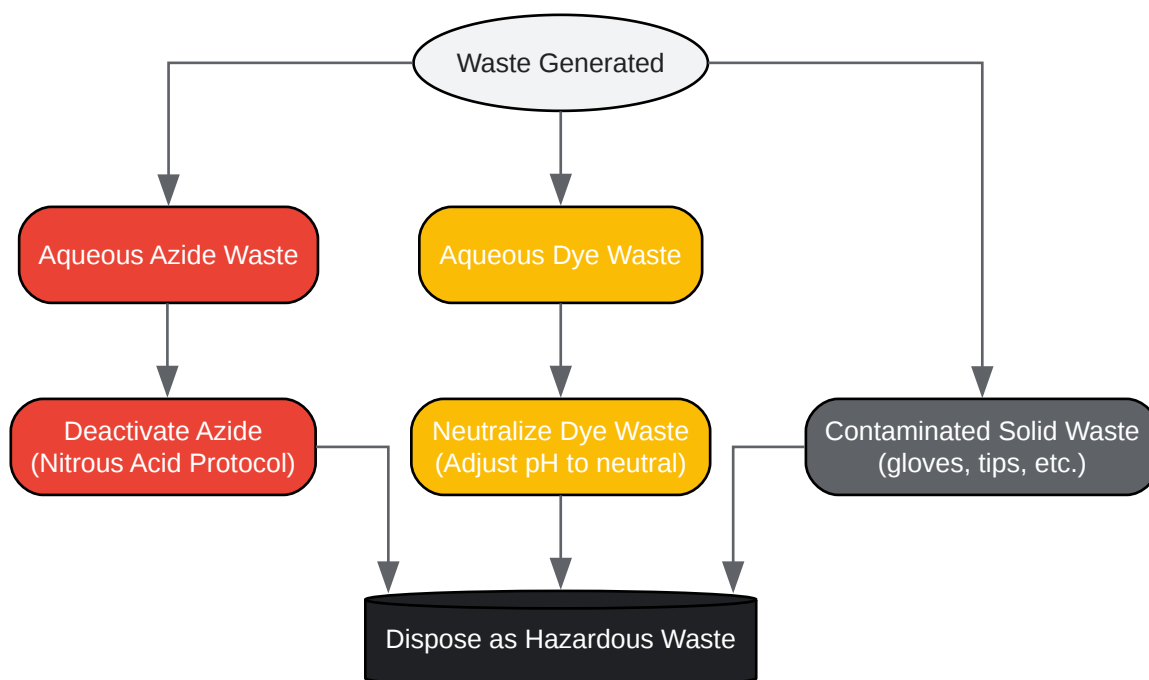 Waste Generated
Aqueous Azide Waste
Aqueous Dye Waste
Deactivate Azide
(Nitrous Acid Protocol)
Neutralize Dye Waste
(Adjust pH to neutral)
Contaminated Solid Waste
(gloves, tips, etc.)
Dispose as Hazardous Waste